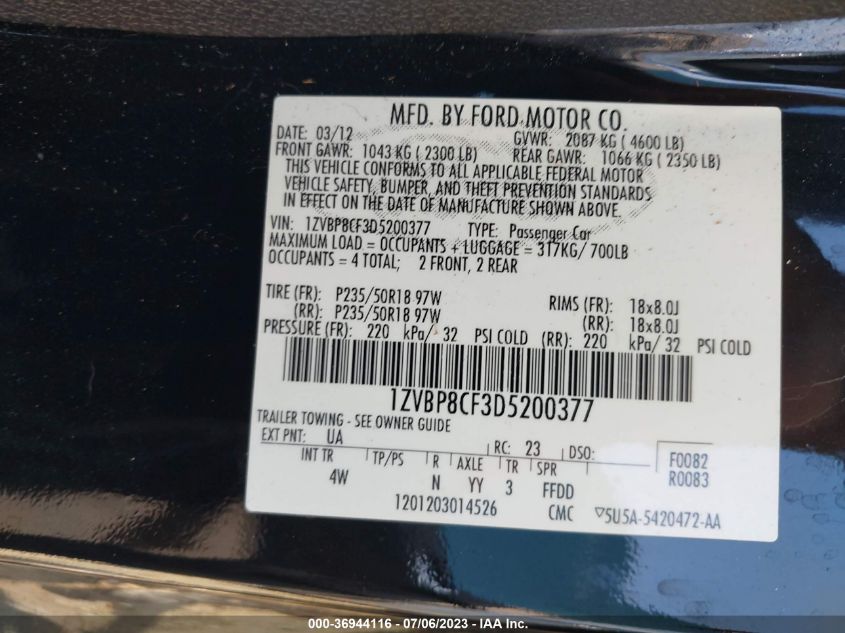 MFD. BY FORD MOTOR CO.
DATE: 03/12 GVWR: 2087 KG ( 4600 LB)
FRONT GAWR: 1043 KG ( 2300 LB) REAR GAWR: 1066 KG ( 2350 LB)
THIS VEHICLE CONFORMS TO ALL APPLICABLE FEDERAL MOTOR
VEHICLE SAFETY, BUMPER, AND THEFT PREVENTION STANDARDS
IN EFFECT ON THE DATE OF MANUFACTURE SHOWN ABOVE.
VIN: 1ZVBP8CF3D5200377 TYPE: Passenger Car
MAXIMUM LOAD = OCCUPANTS + LUGGAGE = 317KG/ 700LB
OCCUPANTS = 4 TOTAL; 2 FRONT, 2 REAR
TIRE (FR): P235/50R18 97W RIMS (FR): 18x8.0J
(RR): P235/50R18 97W (RR): 18x8.0J
PRESSURE (FR): 220 kPa/ 32 PSI COLD (RR): 220 kPa/ 32 PSI COLD
1ZVBP8CF3D5200377
TRAILER TOWING - SEE OWNER GUIDE
EXT PNT: UA RC: 23 DSO: F0082
INT TR TP/PS R AXLE TR SPR R0083
4W N YY 3 FFDD
1201203014526 CMC ▽5U5A-5420472-AA
000-36944116 - 07/06/2023 - IAA Inc.